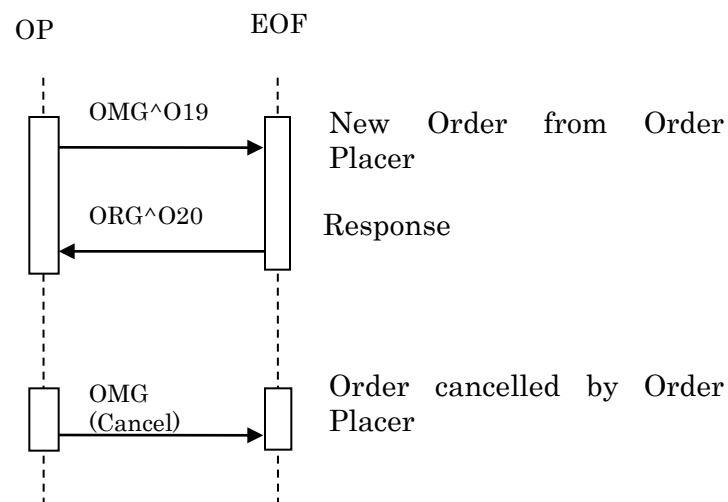 OP EOF
OMG^O19
New Order from Order
Placer
ORG^O20
Response
OMG
(Cancel)
Order cancelled by Order
Placer